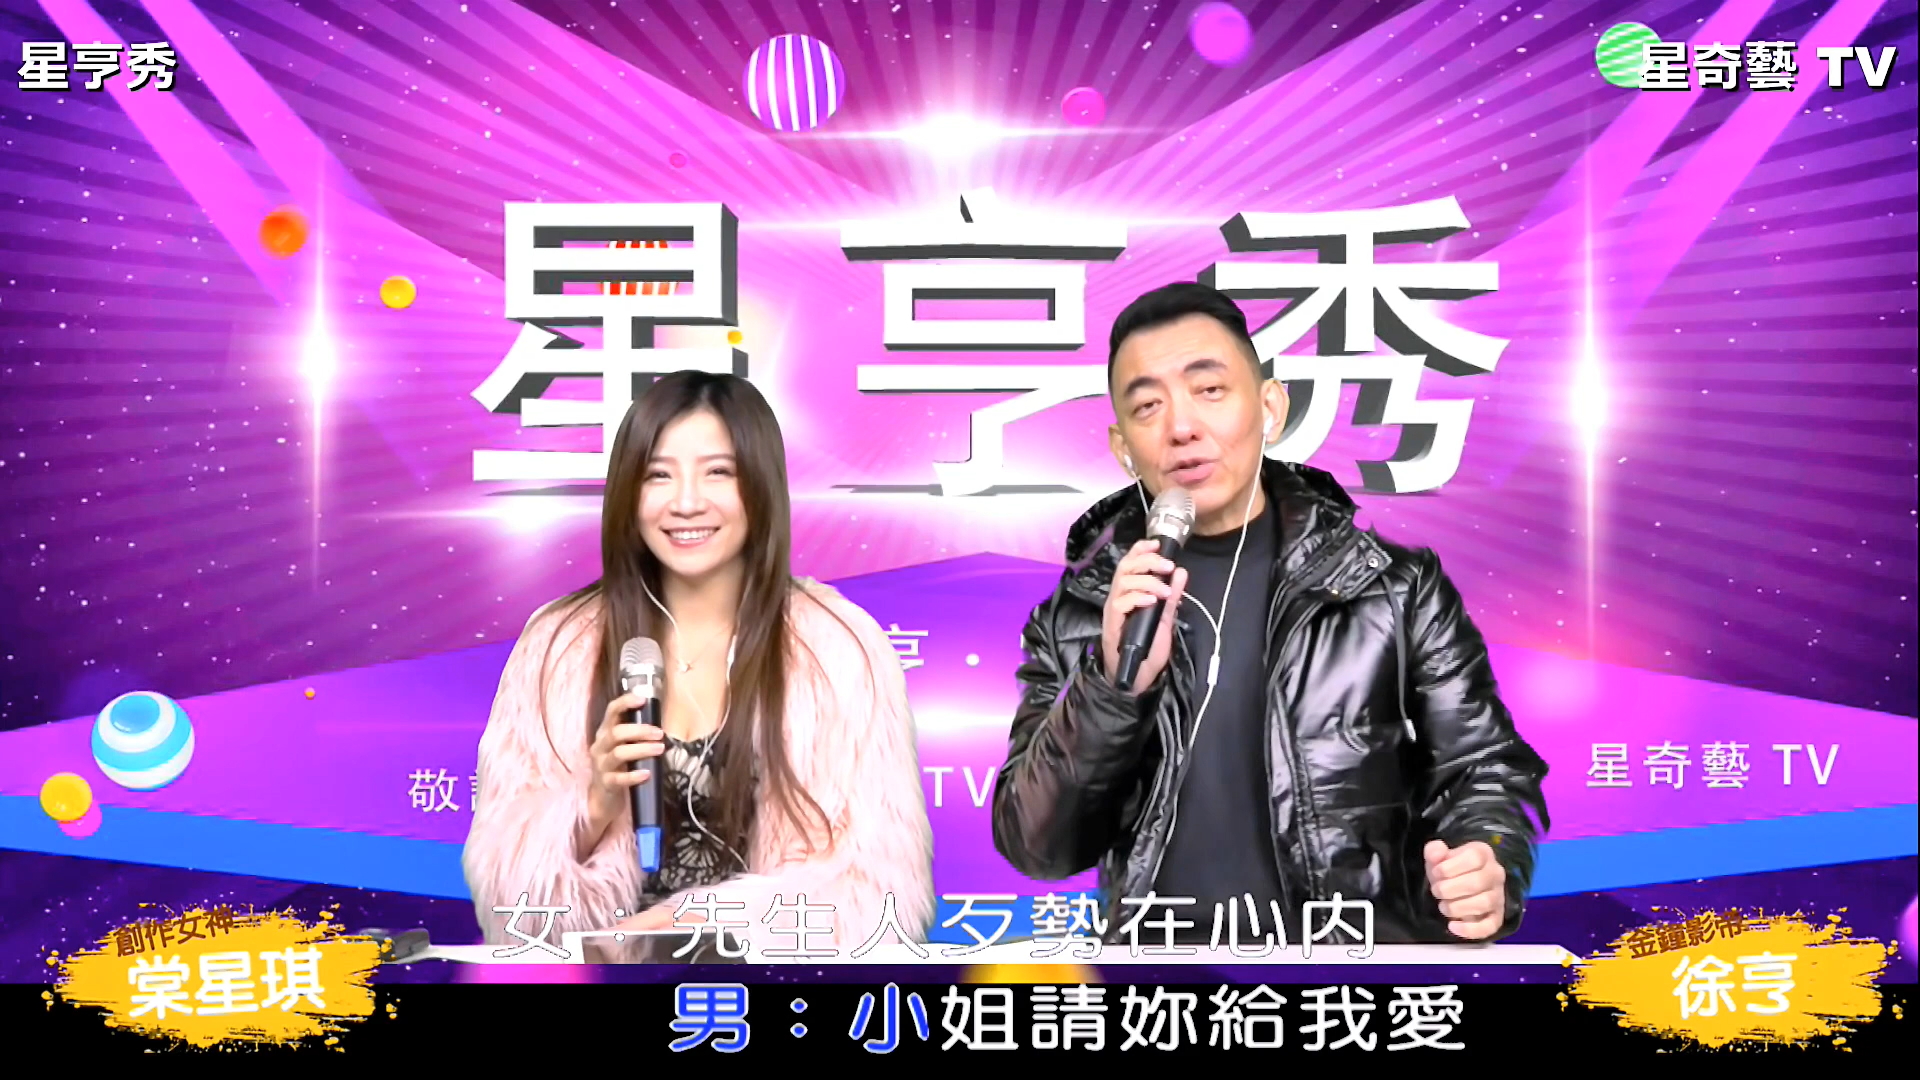 星亨秀
星奇藝 TV
星亨秀
亨 ·
敬
TV
星奇藝 TV
創作女神
棠星琪
女：先生人歹勢在心内
男：小姐請妳給我愛
金鐘影帝
徐亨